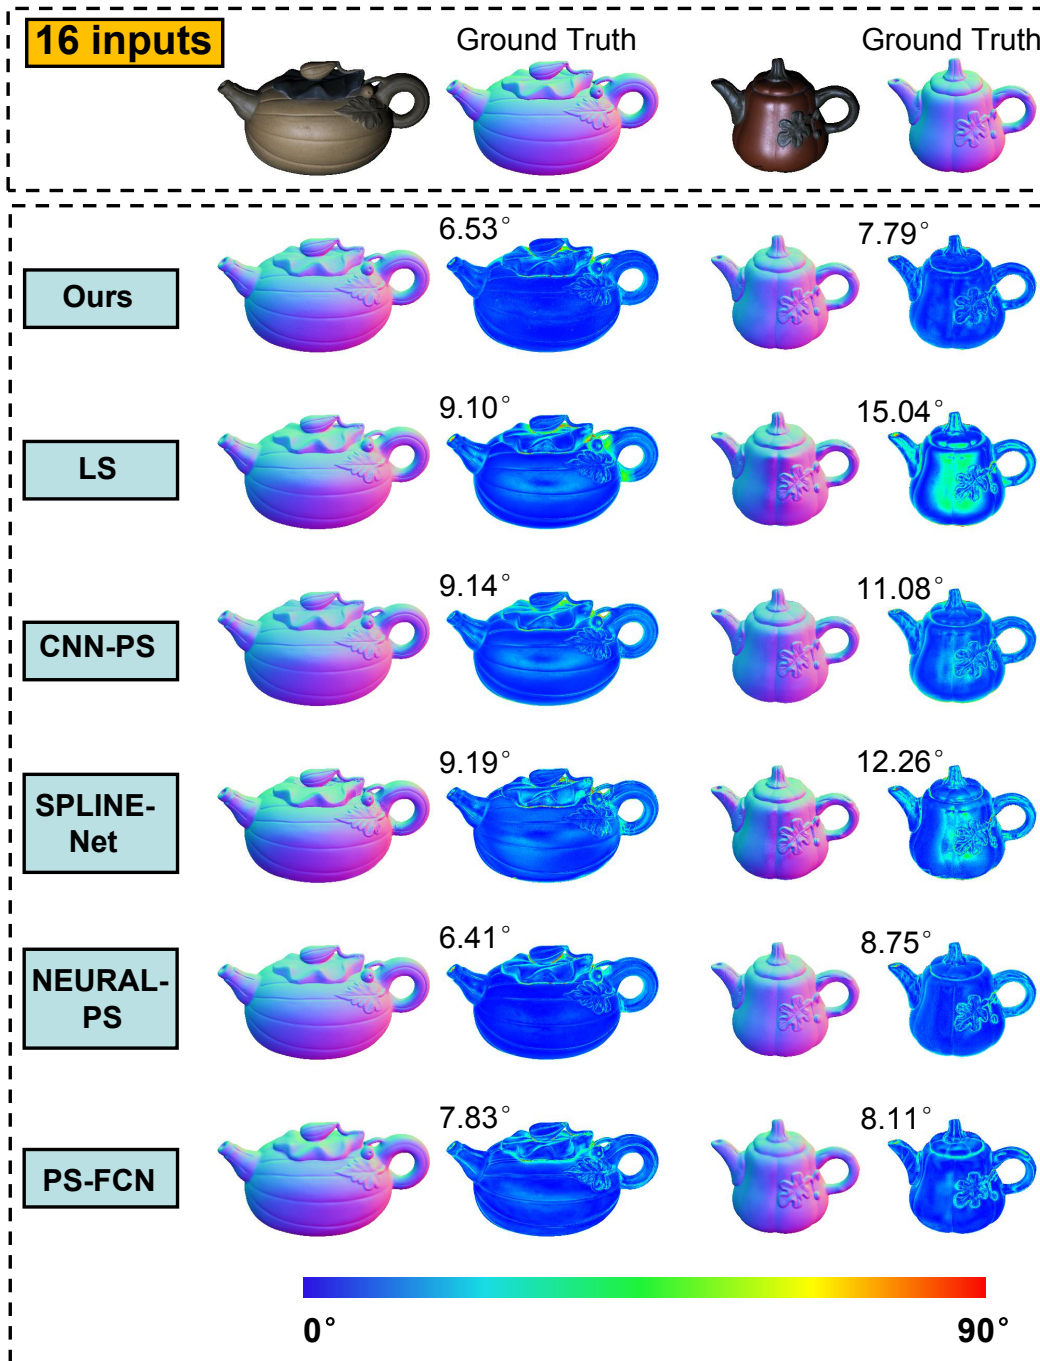 16 inputs
Ground Truth
Ground Truth
6.53°
7.79°
Ours
9.10°
15.04°
LS
9.14°
11.08°
CNN-PS
9.19°
12.26°
SPLINE-
Net
6.41°
8.75°
NEURAL-
PS
7.83°
8.11°
PS-FCN
0°
90°